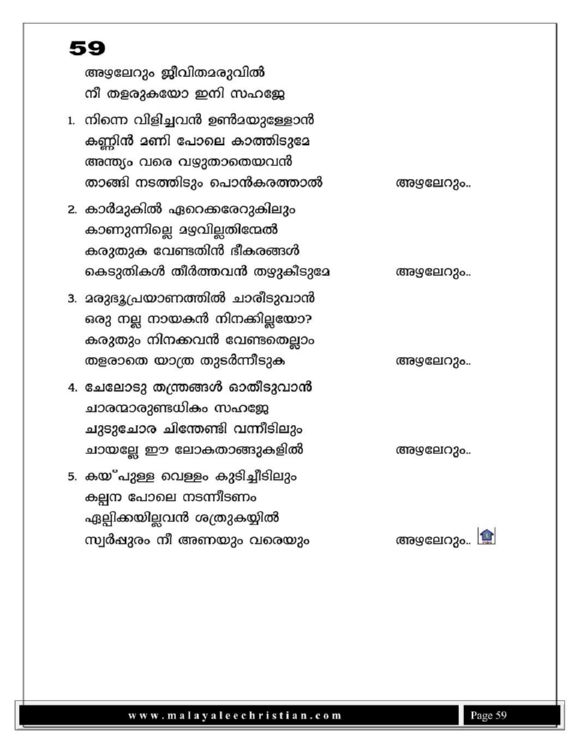 59
അഴലേറും ജീവിതമരുവിൽ
നീ തളരുകയോ ഇനി സഹജേ
1. നിന്നെ വിളിച്ചവൻ ഉൺമയുള്ളോൻ
കണ്ണിൻ മണി പോലെ കാത്തിടുമേ
അന്ത്യം വരെ വഴുതാതെയവൻ
താങ്ങി നടത്തിടും പൊൻകരത്താൽ അഴലേറും..
2. കാർമുകിൽ ഏറെക്കരേറുകിലും
കാണുന്നില്ലെ മഴവില്ലതിന്മേൽ
കരുതുക വേണ്ടതിൻ ഭീകരങ്ങൾ
കെടുതികൾ തീർത്തവൻ തഴുകീടുമേ അഴലേറും..
3. മരുഭൂപ്രയാണത്തിൽ ചാരീടുവാൻ
ഒരു നല്ല നായകൻ നിനക്കില്ലയോ?
കരുതും നിനക്കവൻ വേണ്ടതെല്ലാം
തളരാതെ യാത്ര തുടർന്നീടുക അഴലേറും..
4. ചേലോടു തന്ത്രങ്ങൾ ഓതീടുവാൻ
ചാരന്മാരുണ്ടധികം സഹജേ
ചുടുചോര ചിന്തേണ്ടി വന്നീടിലും
ചായല്ലേ ഈ ലോകതാങ്ങുകളിൽ അഴലേറും..
5. കയ്പുള്ള വെള്ളം കുടിച്ചീടിലും
കല്പന പോലെ നടന്നീടണം
ഏല്പിക്കയില്ലവൻ ശത്രുകയ്യിൽ
സ്വർപ്പുരം നീ അണയും വരെയും അഴലേറും..
www.malayaleechristian.com Page 59